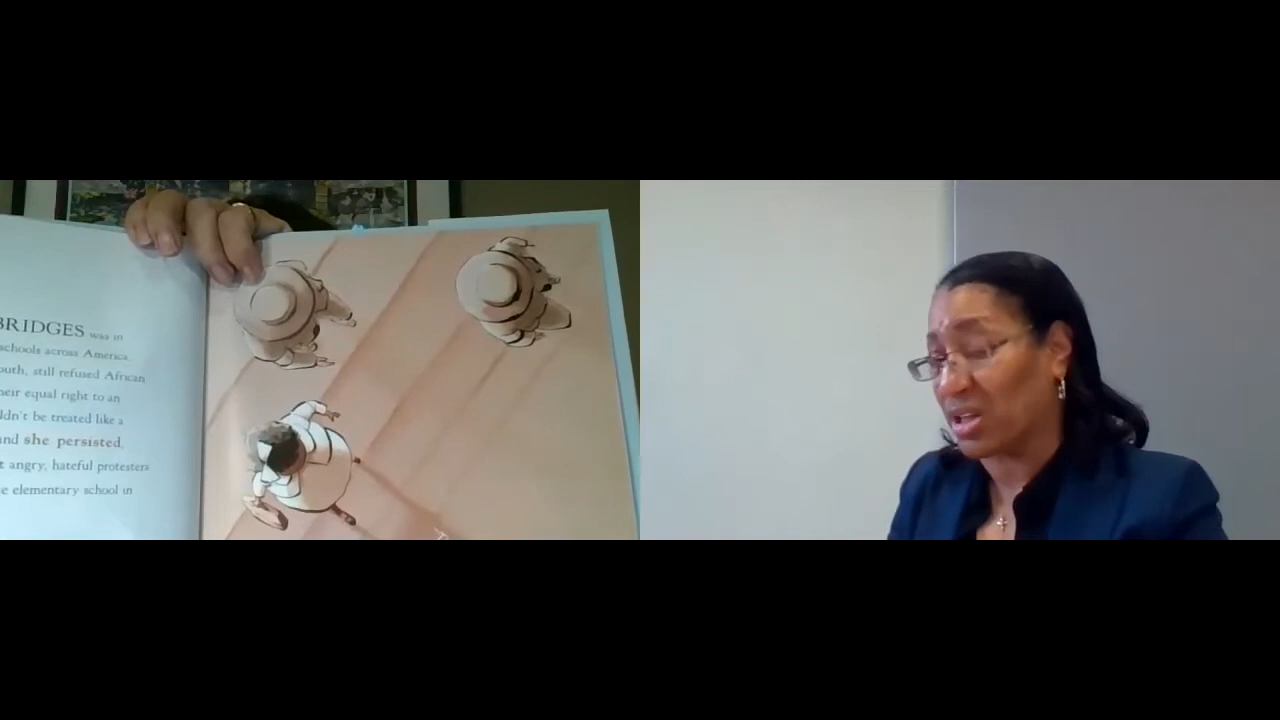 BRIDGES was in
schools across America
outh, still refused African
heir equal right to an
ldn't be treated like a
and she persisted,
t angry, hateful protesters
e elementary school in